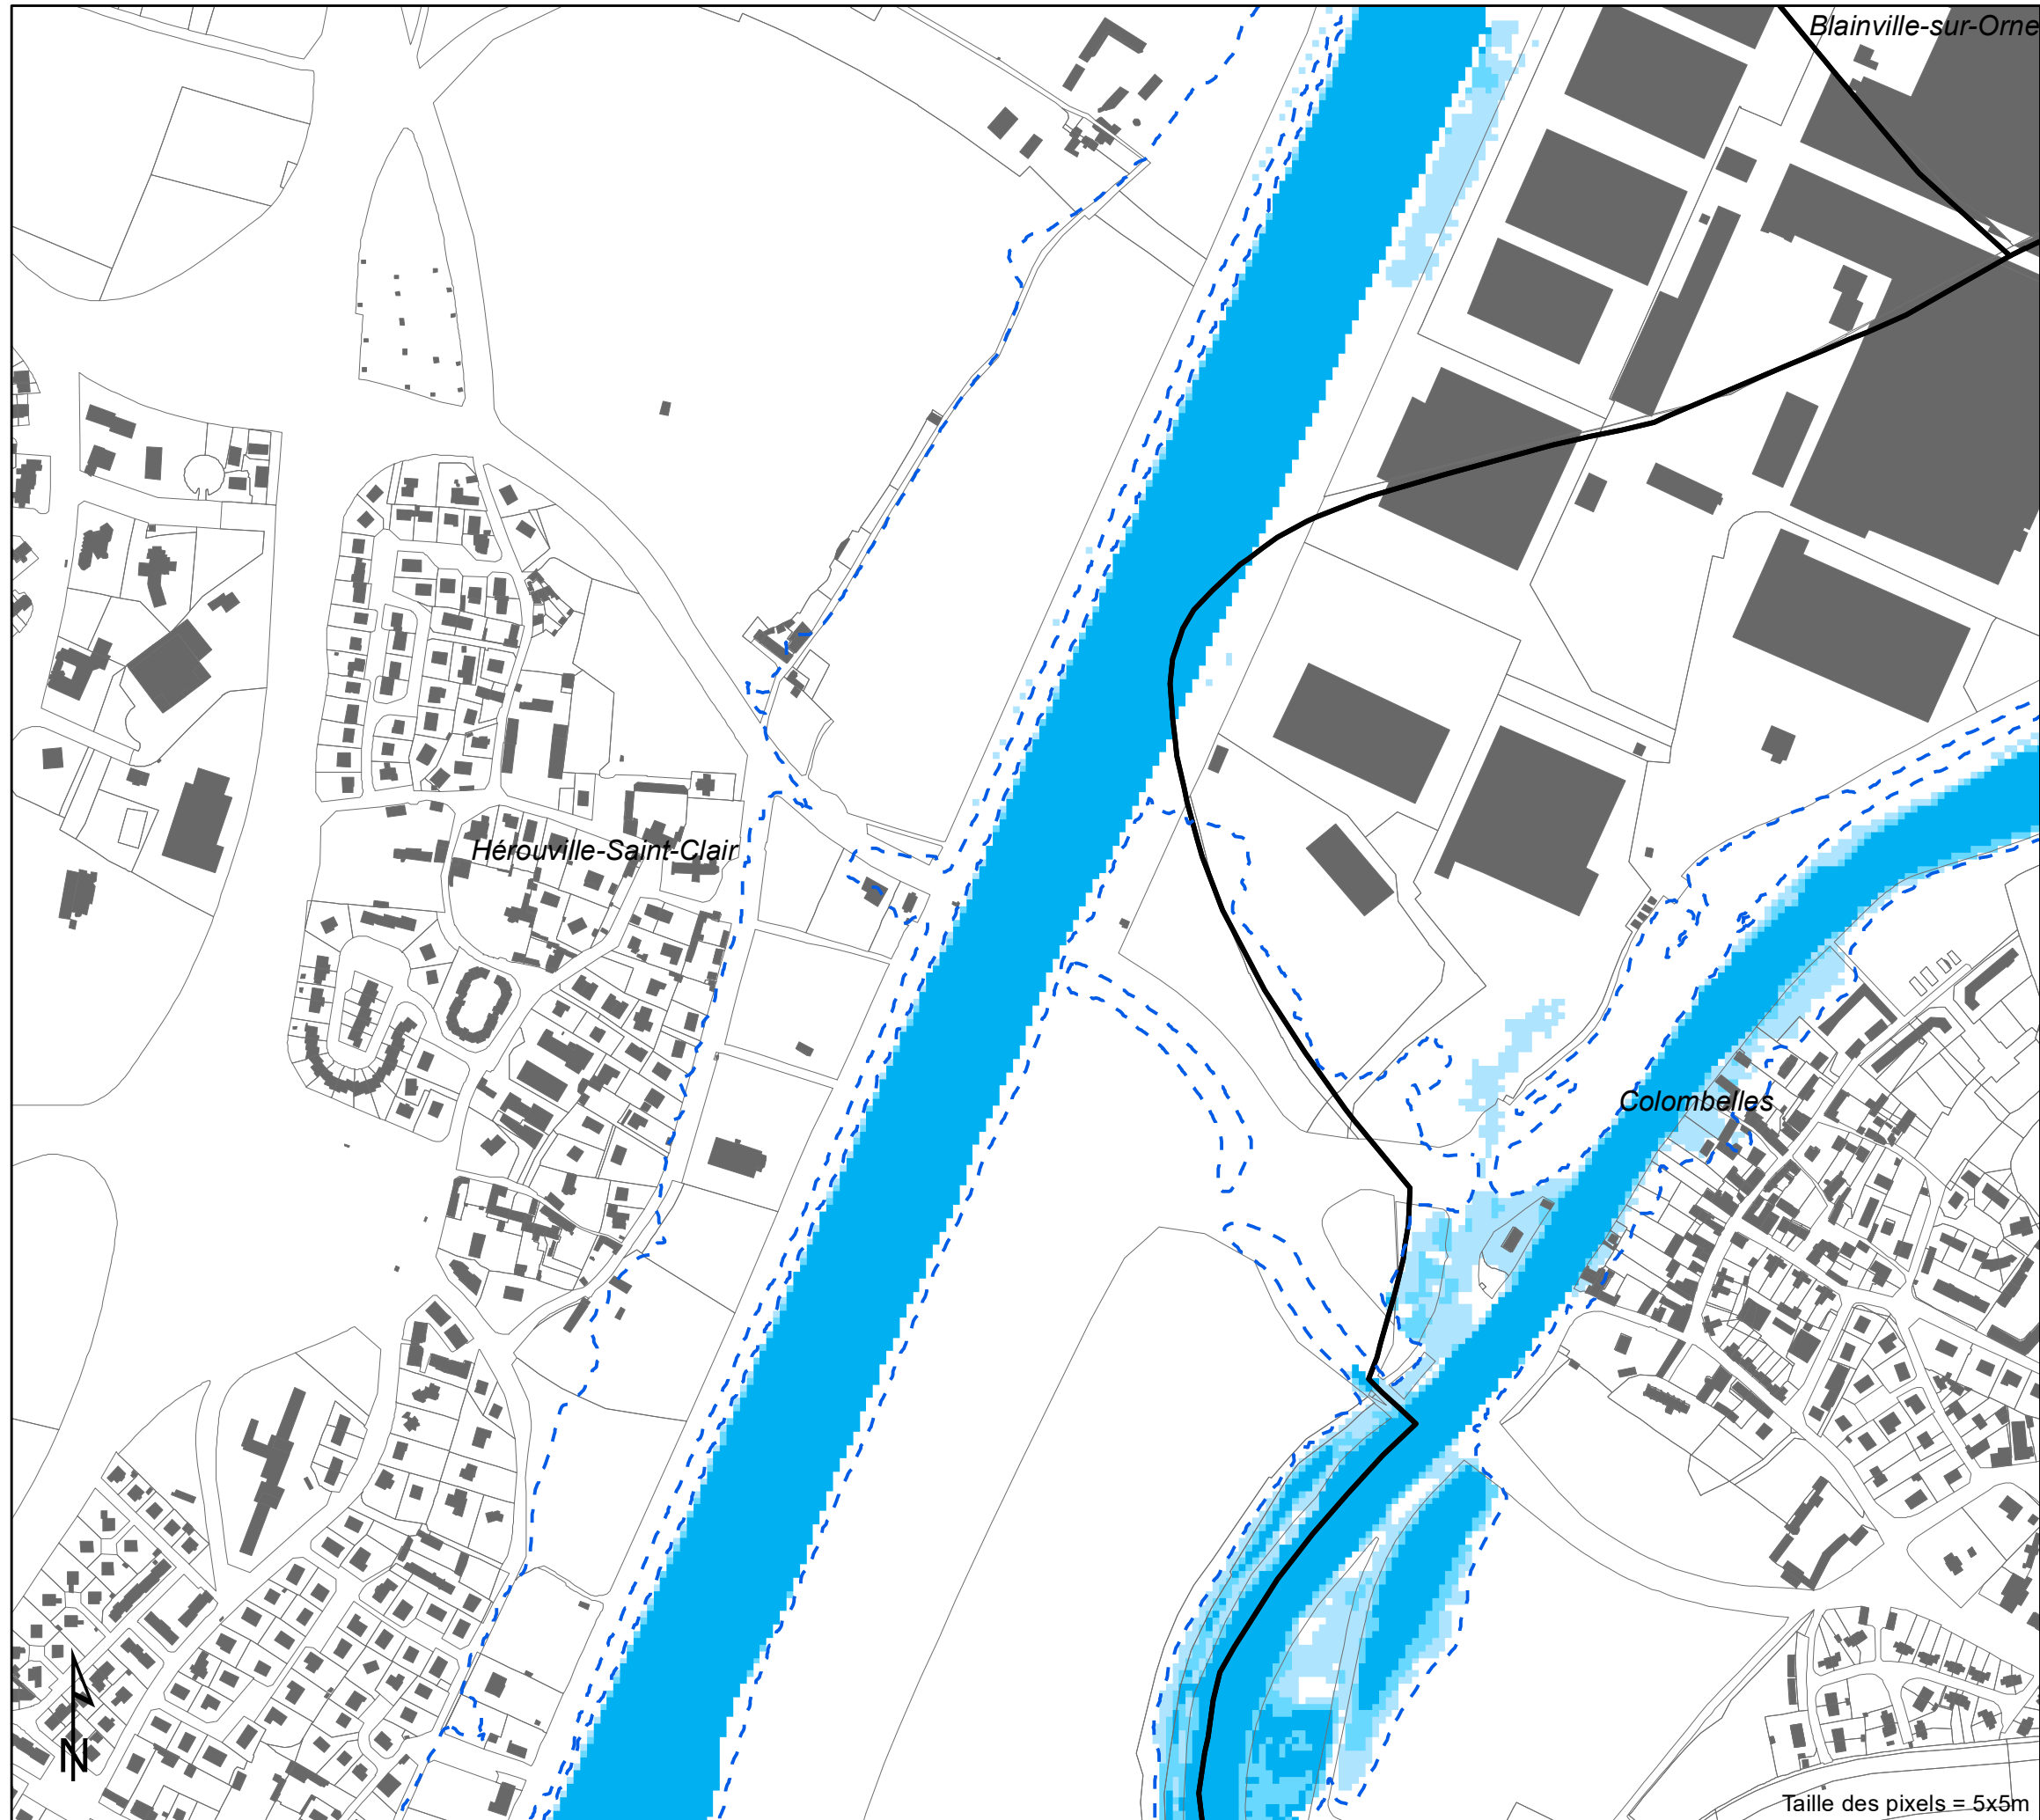 Blainville-sur-Orne
Hérouville-Saint-Clair
Colombelles
N
Taille des pixels = 5x5m